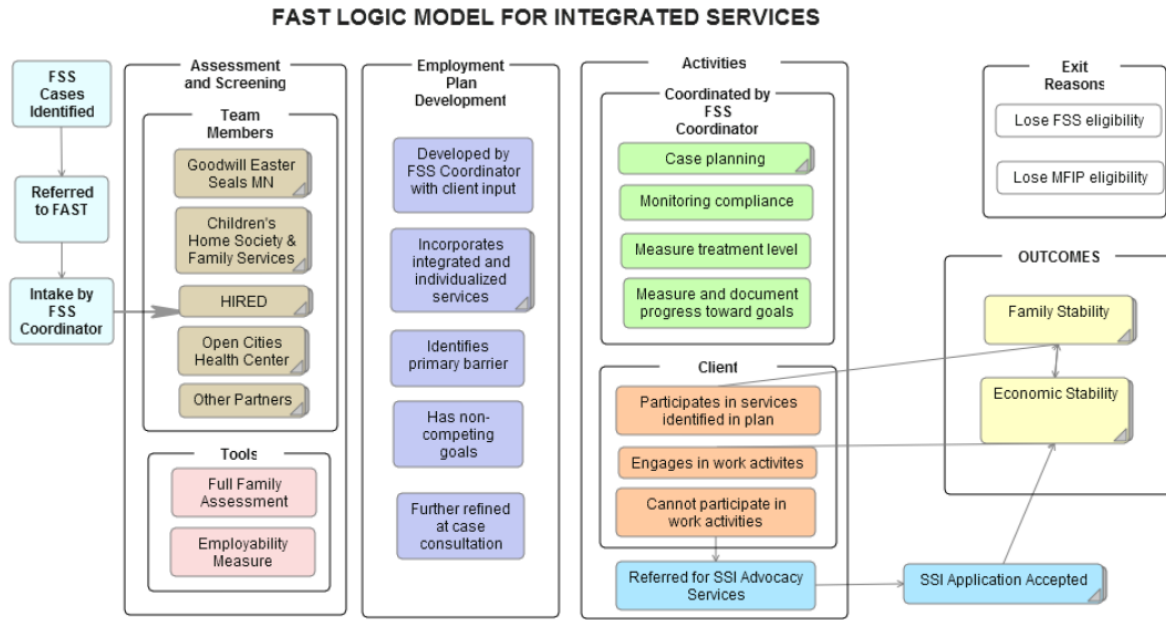 FAST LOGIC MODEL FOR INTEGRATED SERVICES
FSS
Cases
Identified
Referred
to FAST
Intake by
FSS
Coordinator
Assessment
and Screening
Team
Members
Goodwill Easter
Seals MN
Children's
Home Society &
Family Services
HIRED
Open Cities
Health Center
Other Partners
Tools
Full Family
Assessment
Employability
Measure
Employment
Plan
Development
Developed by
FSS Coordinator
with client input
Incorporates
integrated and
individualized
services
Identifies
primary barrier
Has non-
competing
goals
Further refined
at case
consultation
Activities
Coordinated by
FSS
Coordinator
Case planning
Monitoring compliance
Measure treatment level
Measure and document
progress toward goals
Client
Participates in services
identified in plan
Engages in work activites
Cannot participate in
work activities
Referred for SSI Advocacy
Services
SSI Application Accepted
Exit
Reasons
Lose FSS eligibility
Lose MFIP eligibility
OUTCOMES
Family Stability
Economic Stability